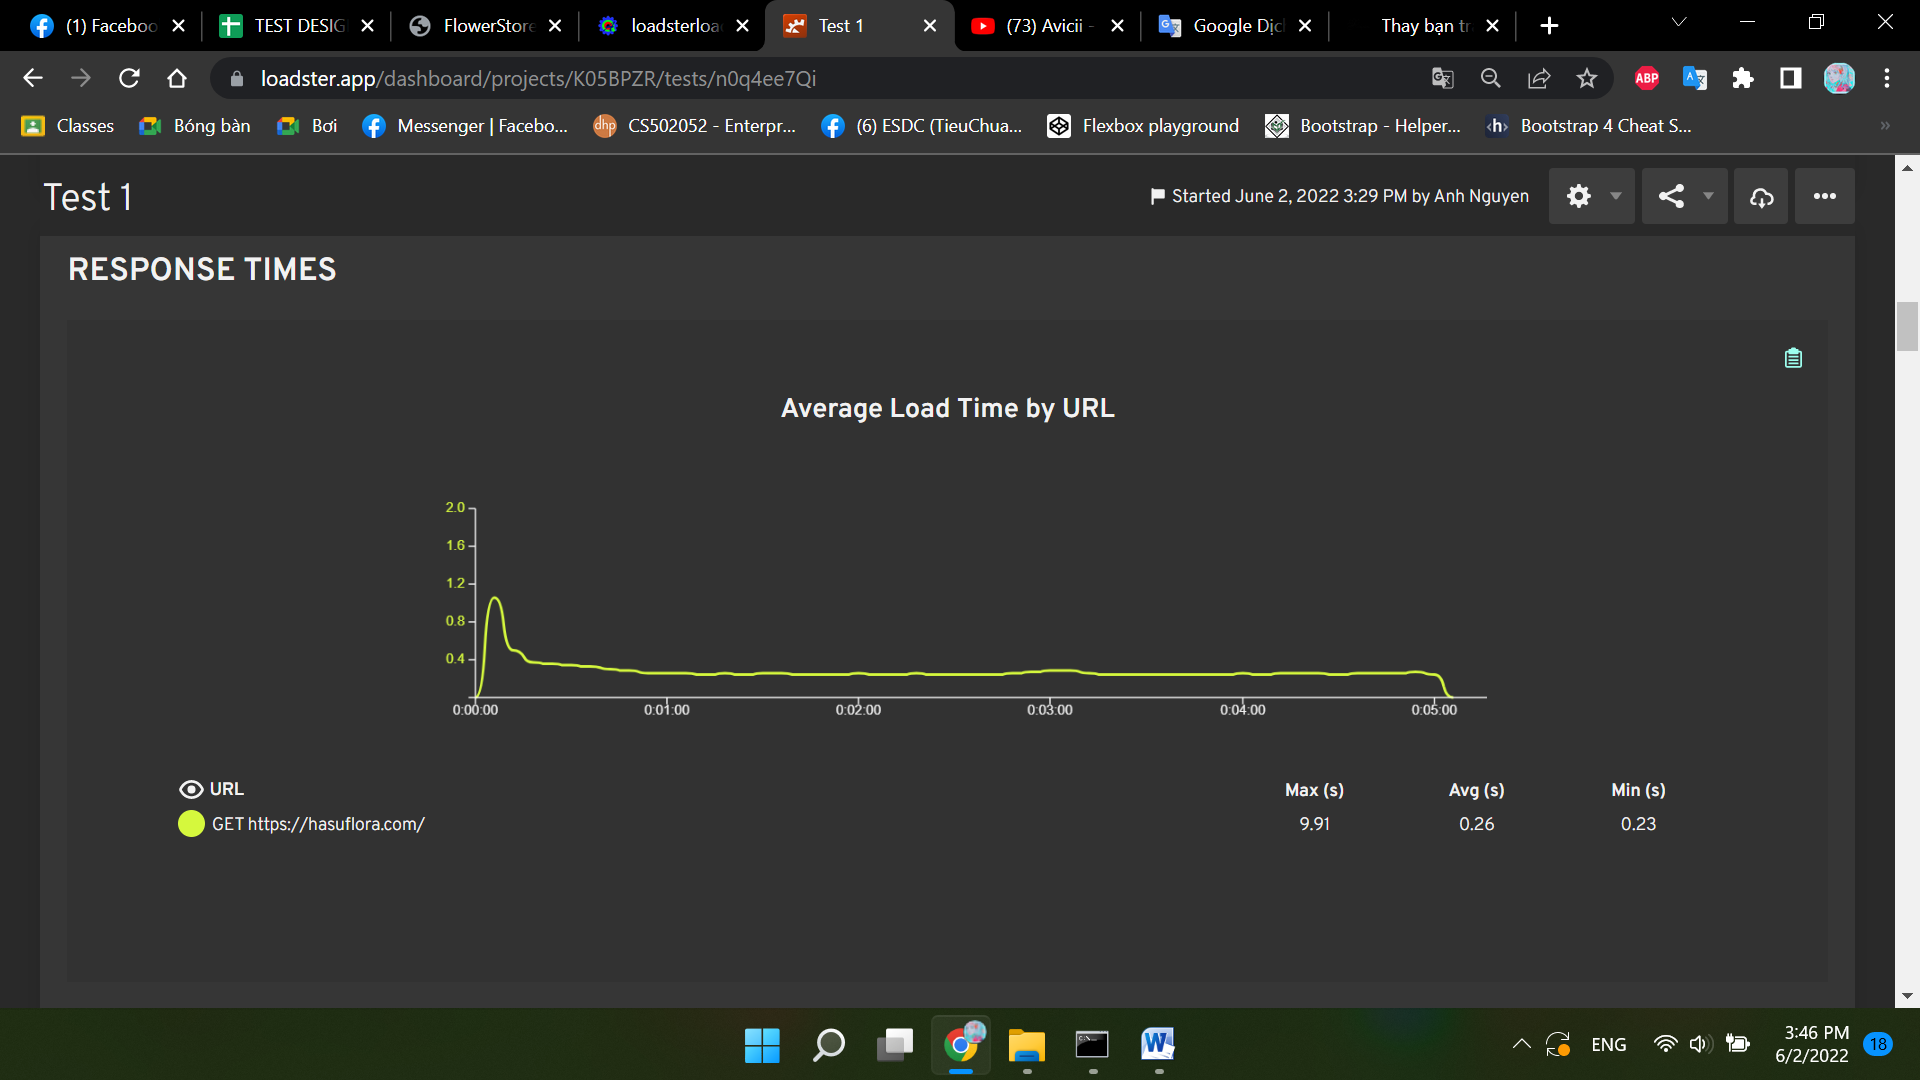 (1) Faceboo
TEST DESIG
FlowerStore
loadsterloa
Test 1
(73) Avicii -
Google Dịc
Thay bạn tr
loadster.app/dashboard/projects/K05BPZR/tests/n0q4ee7Qi
ABP
Classes
Bóng bàn
Bơi
Messenger | Facebo...
dhp
CS502052 - Enterpr...
(6) ESDC (TieuChua...
Flexbox playground
Bootstrap - Helper...
<h>
Bootstrap 4 Cheat S...
»
Test 1
Started June 2, 2022 3:29 PM by Anh Nguyen
RESPONSE TIMES
Average Load Time by URL
2.0
1.6
1.2
0.8
0.4
0:00:00 0:01:00 0:02:00 0:03:00 0:04:00 0:05:00
URL Max (s) Avg (s) Min (s)
GET https://hasuflora.com/ 9.91 0.26 0.23
ENG
3:46 PM
6/2/2022
18